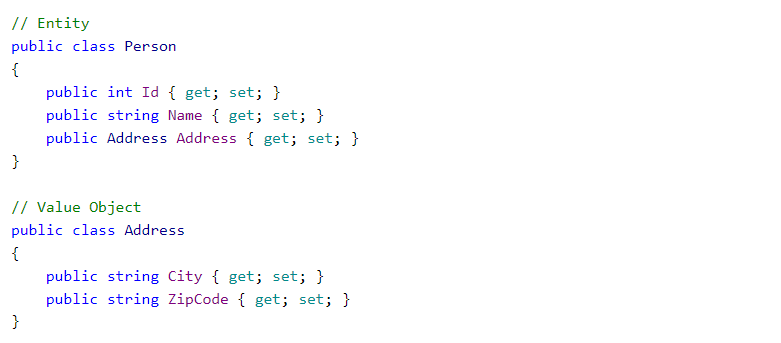 // Entity
public class Person
{
    public int Id { get; set; }
    public string Name { get; set; }
    public Address Address { get; set; }
}

// Value Object
public class Address
{
    public string City { get; set; }
    public string ZipCode { get; set; }
}